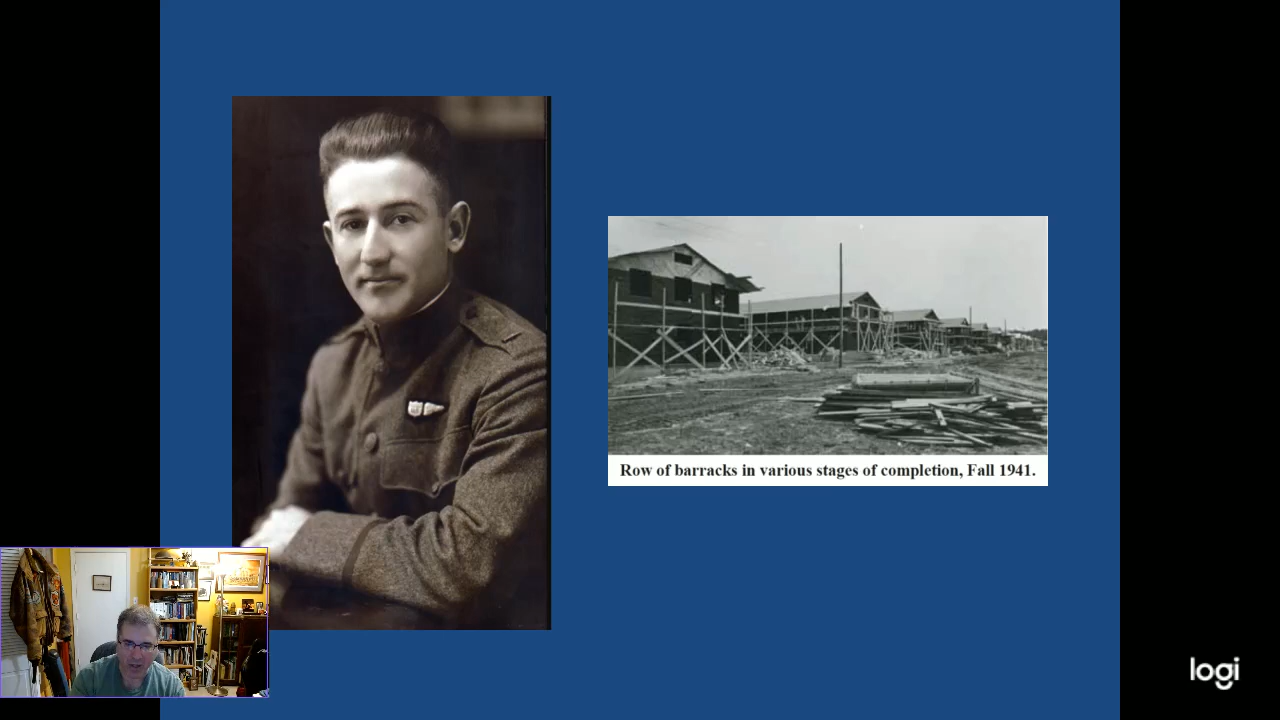 Row of barracks in various stages of completion, Fall 1941.
logi